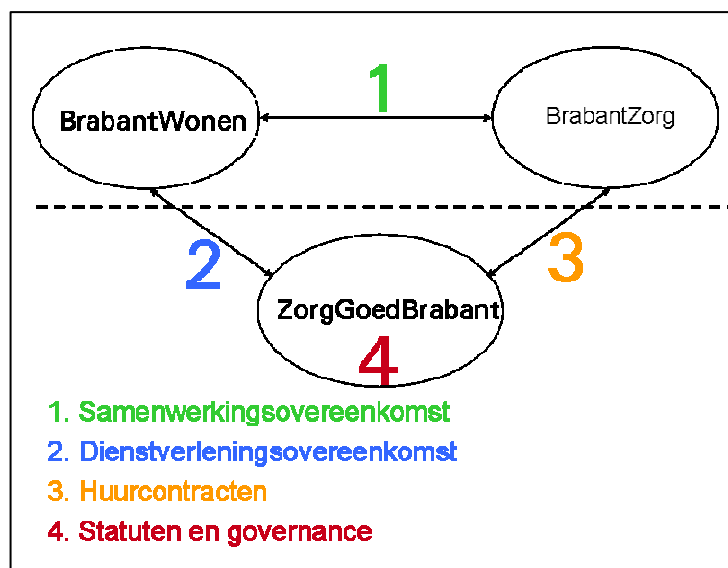 1
BrabantWonen
BrabantZorg
2
3
ZorgGoedBrabant
4
1. Samenwerkingsovereenkomst
2. Dienstverleningsovereenkomst
3. Huurcontracten
4. Statuten en governance